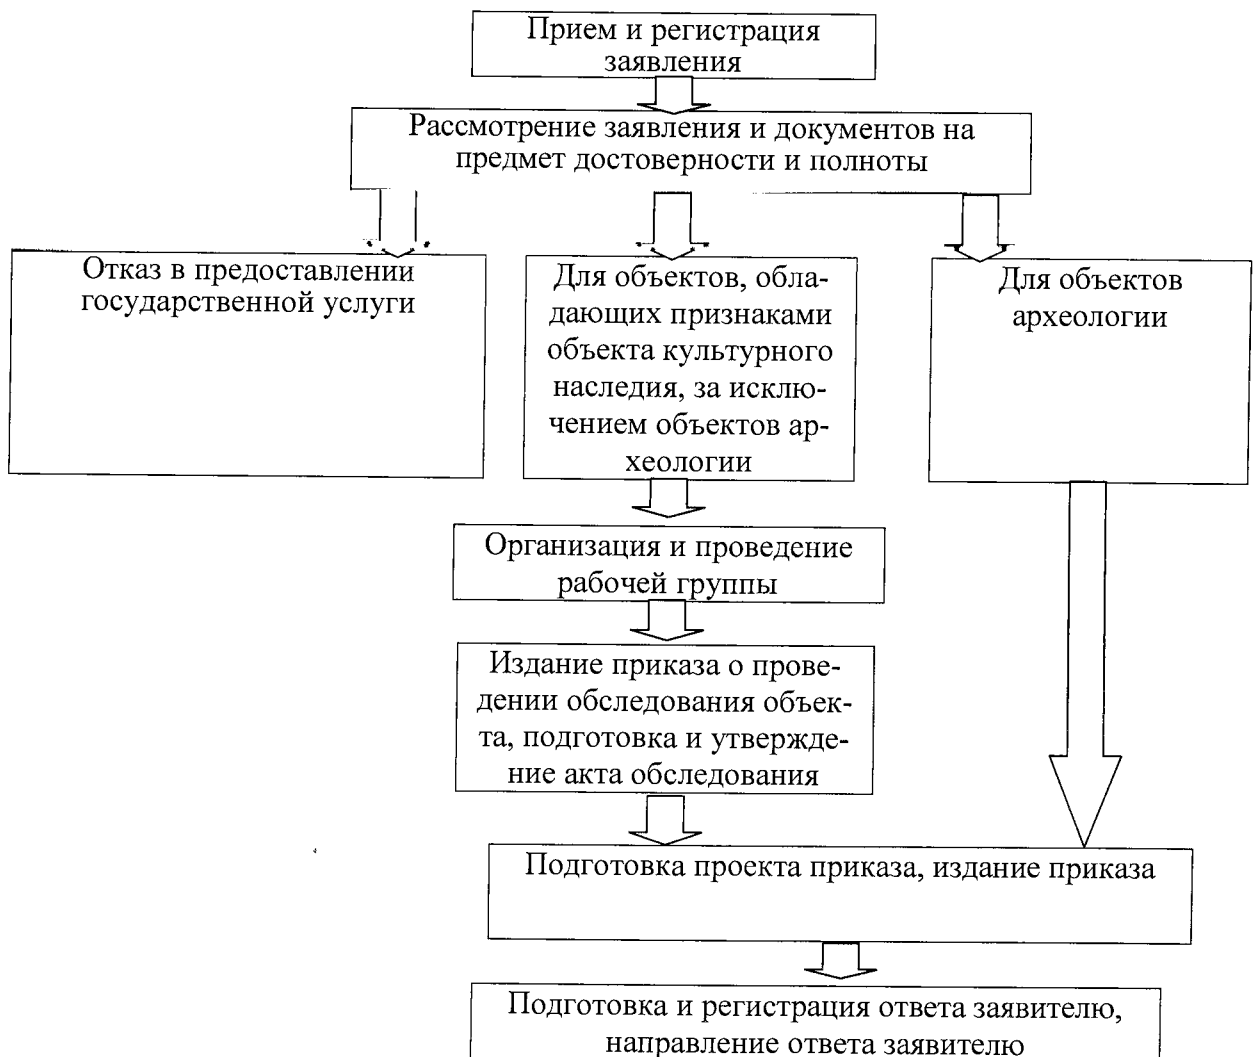 Прием и регистрация
заявления
Рассмотрение заявления и документов на
предмет достоверности и полноты
Отказ в предоставлении
государственной услуги
Для объектов, обла-
дающих признаками
объекта культурного
наследия, за исклю-
чением объектов ар-
хеологии
Для объектов
археологии
Организация и проведение
рабочей группы
Издание приказа о прове-
дении обследования объек-
та, подготовка и утвержде-
ние акта обследования
Подготовка проекта приказа, издание приказа
Подготовка и регистрация ответа заявителю,
направление ответа заявителю